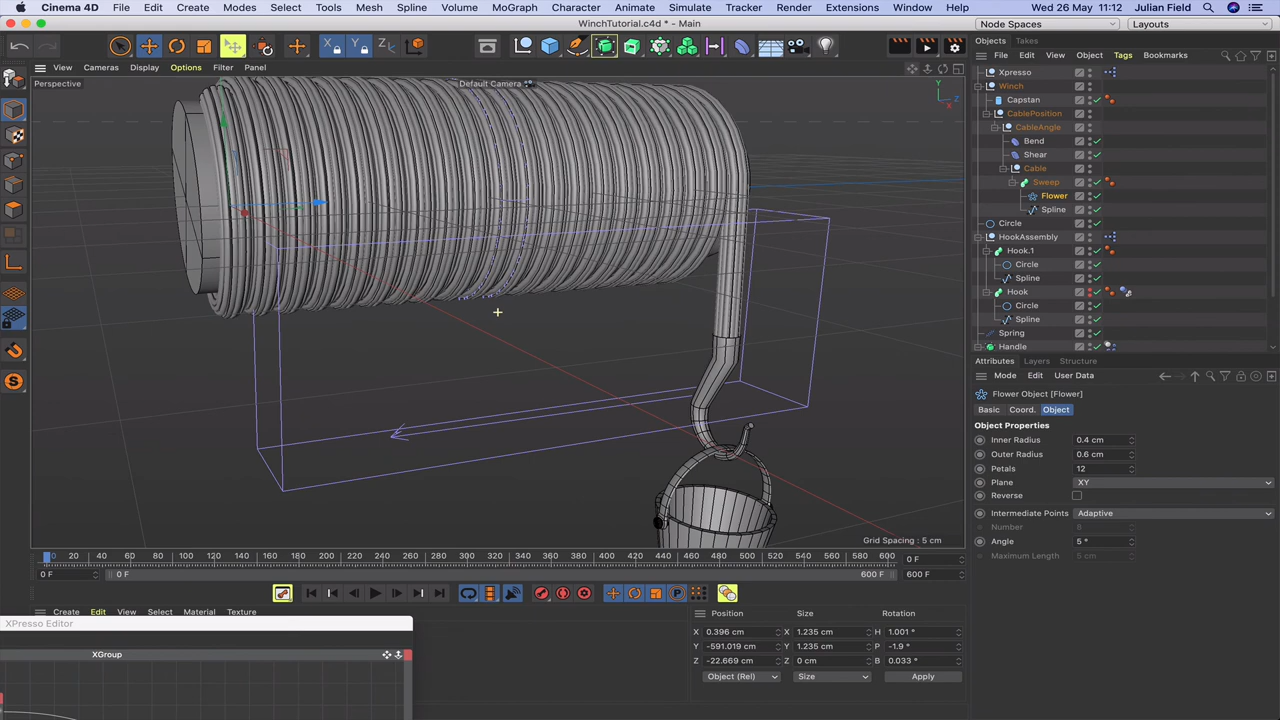 Cinema 4D File Edit Create Modes Select Tools Mesh Spline Volume MoGraph Character Animate Simulate Tracker Render Extensions Window Help Wed 26 May 11:12 Julian Field
WinchTutorial.c4d * - Main
Node Spaces Layouts
View Cameras Display Options Filter Panel
Perspective
Default Camera
Y
Z
X
Grid Spacing : 5 cm
Objects Takes
File Edit View Object Tags Bookmarks
Xpresso
Winch
Capstan
CablePosition
CableAngle
Bend
Shear
Cable
Sweep
Flower
Spline
Circle
HookAssembly
Hook.1
Circle
Spline
Hook
Circle
Spline
Spring
Handle
Attributes Layers Structure
Mode Edit User Data
Flower Object [Flower]
Basic Coord. Object
Object Properties
Inner Radius 0.4 cm
Outer Radius 0.6 cm
Petals 12
Plane XY
Reverse
Intermediate Points Adaptive
Number 8
Angle 5 °
Maximum Length 5 cm
0 20 40 60 80 100 120 140 160 180 200 220 240 260 280 300 320 340 360 380 400 420 440 460 480 500 520 540 560 580 600 0 F
0 F 0 F 600 F 600 F
Create Edit View Select Material Texture
XPresso Editor
XGroup
Position Size Rotation
X 0.396 cm X 1.235 cm H 1.001 °
Y -591.019 cm Y 1.235 cm P -1.9 °
Z -22.669 cm Z 0 cm B 0.033 °
Object (Rel) Size Apply